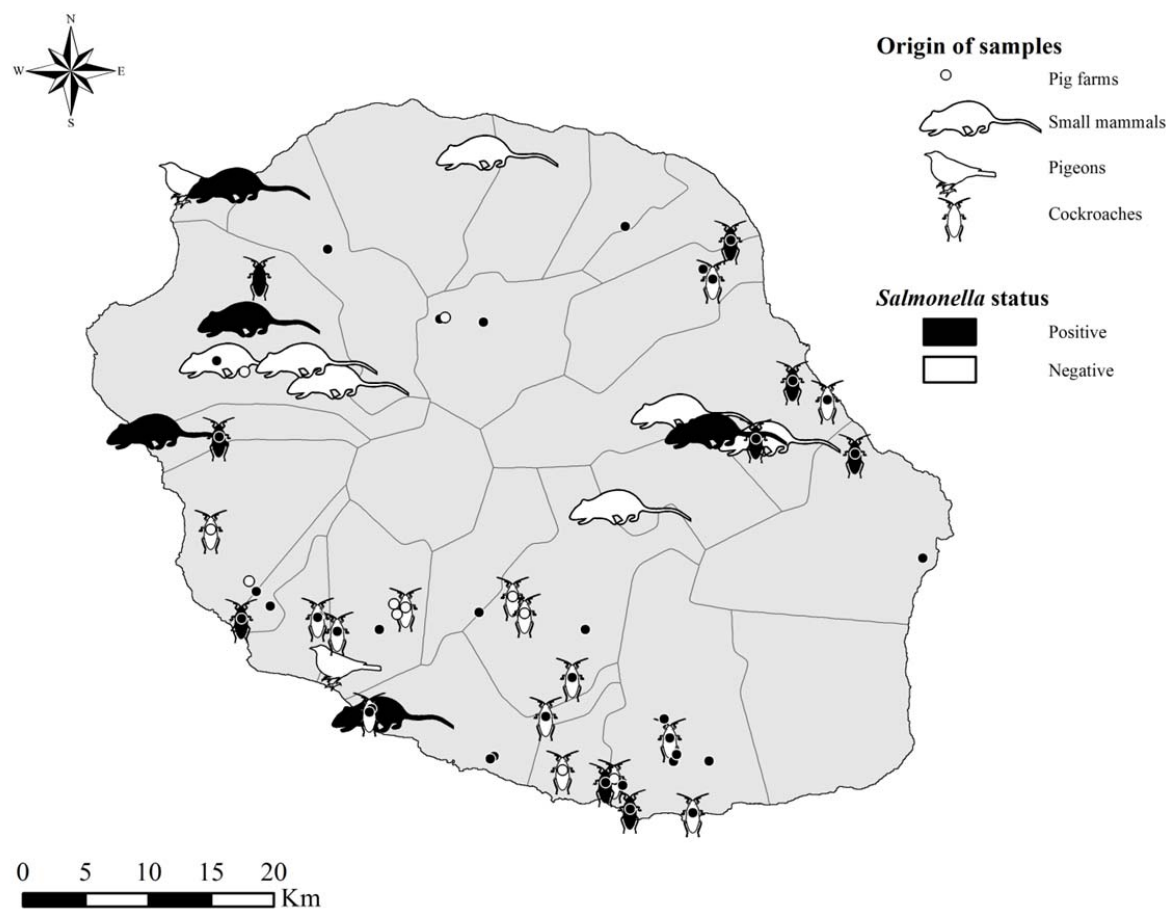 N
W E
S
Origin of samples
Pig farms
Small mammals
Pigeons
Cockroaches
Salmonella status
Positive
Negative
0 5 10 15 20
Km